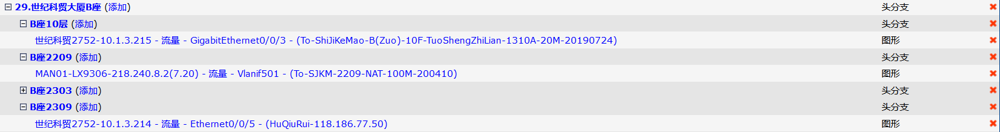 29.世纪科贸大厦B座 (添加) 头分支
B座10层 (添加) 头分支
世纪科贸2752-10.1.3.215 - 流量 - GigabitEthernet0/0/3 - (To-ShiJiKeMao-B(Zuo)-10F-TuoShengZhiLian-1310A-20M-20190724) 图形
B座2209 (添加) 头分支
MAN01-LX9306-218.240.8.2(7.20) - 流量 - Vlanif501 - (To-SJKM-2209-NAT-100M-200410) 图形
B座2303 (添加) 头分支
B座2309 (添加) 头分支
世纪科贸2752-10.1.3.214 - 流量 - Ethernet0/0/5 - (HuQiuRui-118.186.77.50) 图形